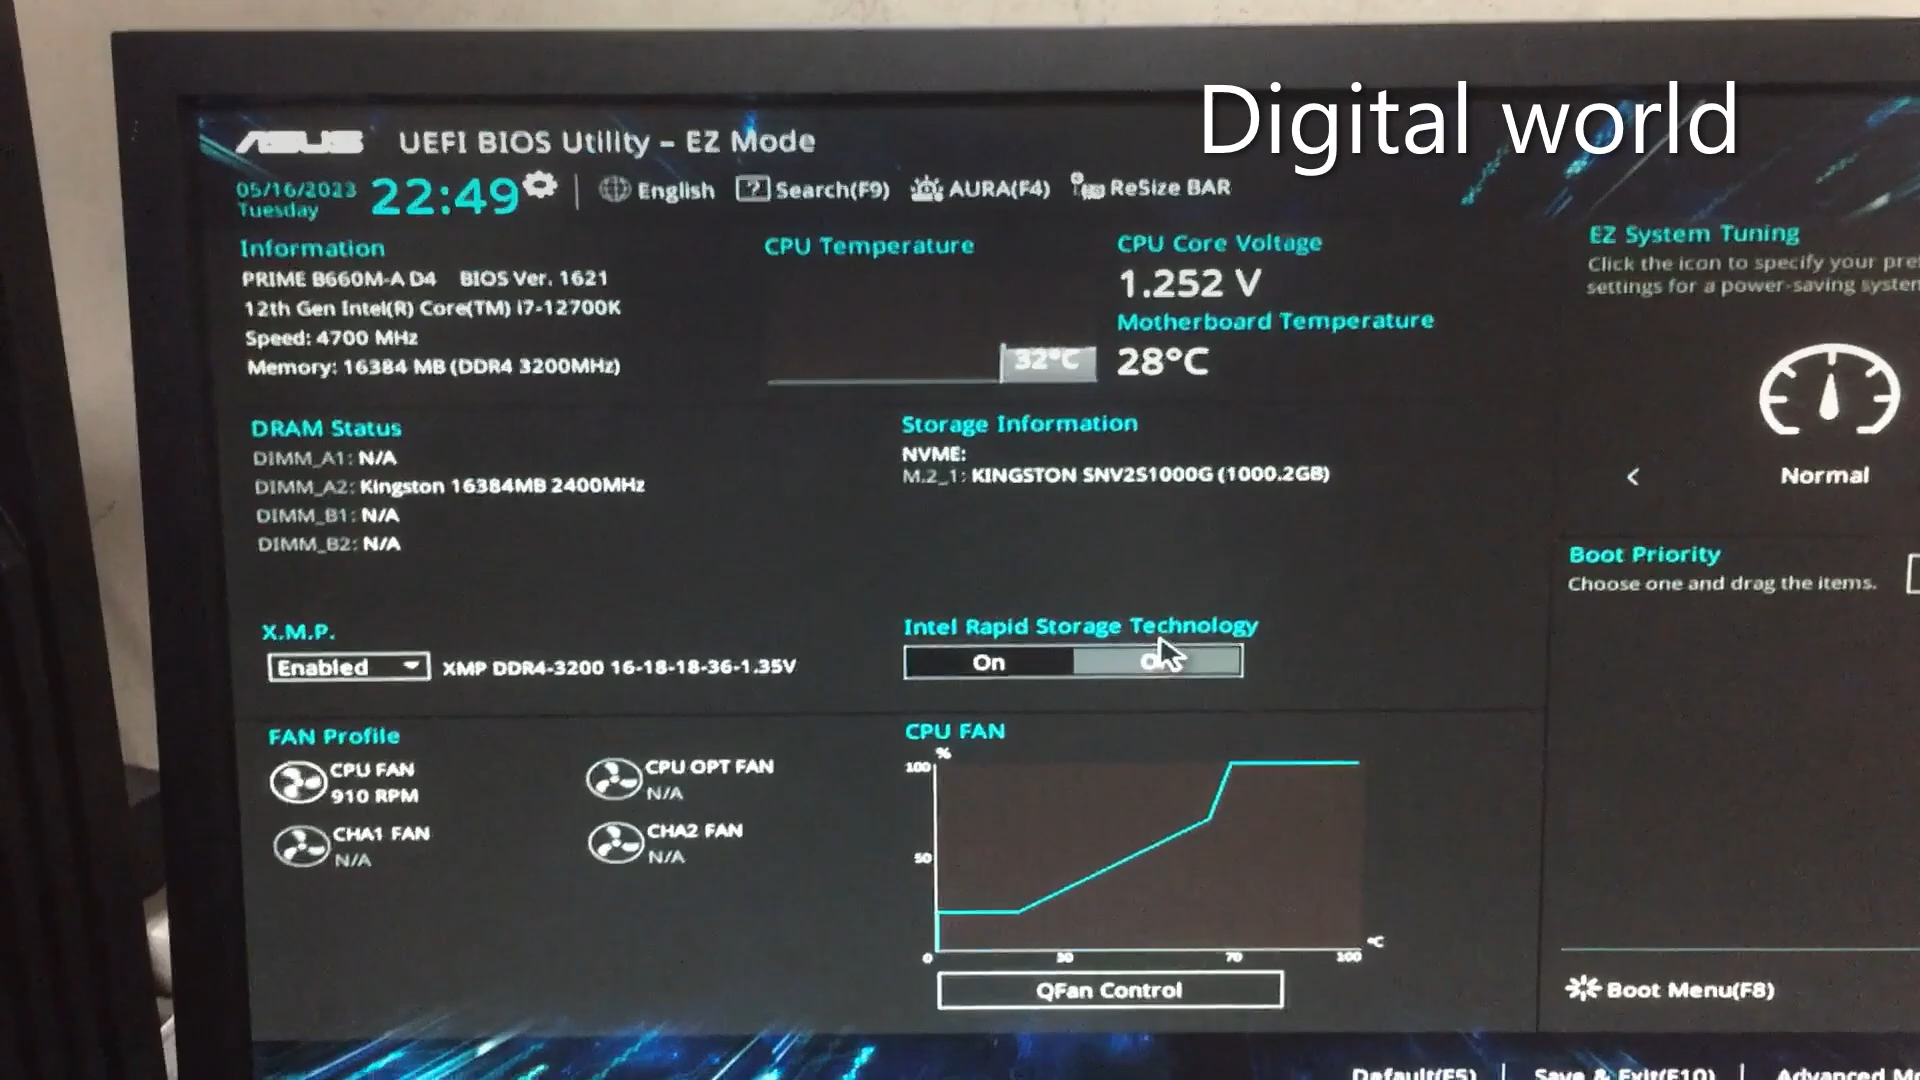 Digital world
ASUS UEFI BIOS Utility – EZ Mode
05/16/2023
Tuesday
22:49
English
Search(F9)
AURA(F4)
ReSize BAR
Information
PRIME B660M-A D4 BIOS Ver. 1621
12th Gen Intel(R) Core(TM) i7-12700K
Speed: 4700 MHz
Memory: 16384 MB (DDR4 3200MHz)
CPU Temperature
32°C
CPU Core Voltage
1.252 V
Motherboard Temperature
28°C
EZ System Tuning
Click the icon to specify your
settings for a power-saving
Normal
DRAM Status
DIMM_A1: N/A
DIMM_A2: Kingston 16384MB 2400MHz
DIMM_B1: N/A
DIMM_B2: N/A
Storage Information
NVME:
M.2_1: KINGSTON SNV2S1000G (1000.2GB)
Boot Priority
Choose one and drag the items.
X.M.P.
Enabled XMP DDR4-3200 16-18-18-36-1.35V
Intel Rapid Storage Technology
On
FAN Profile
CPU FAN
910 RPM
CPU OPT FAN
N/A
CHA1 FAN
N/A
CHA2 FAN
N/A
CPU FAN
%
100
50
0 30 70 100
°C
QFan Control
Boot Menu(F8)
Default(F5) | Save & Exit(F10) | Advanced